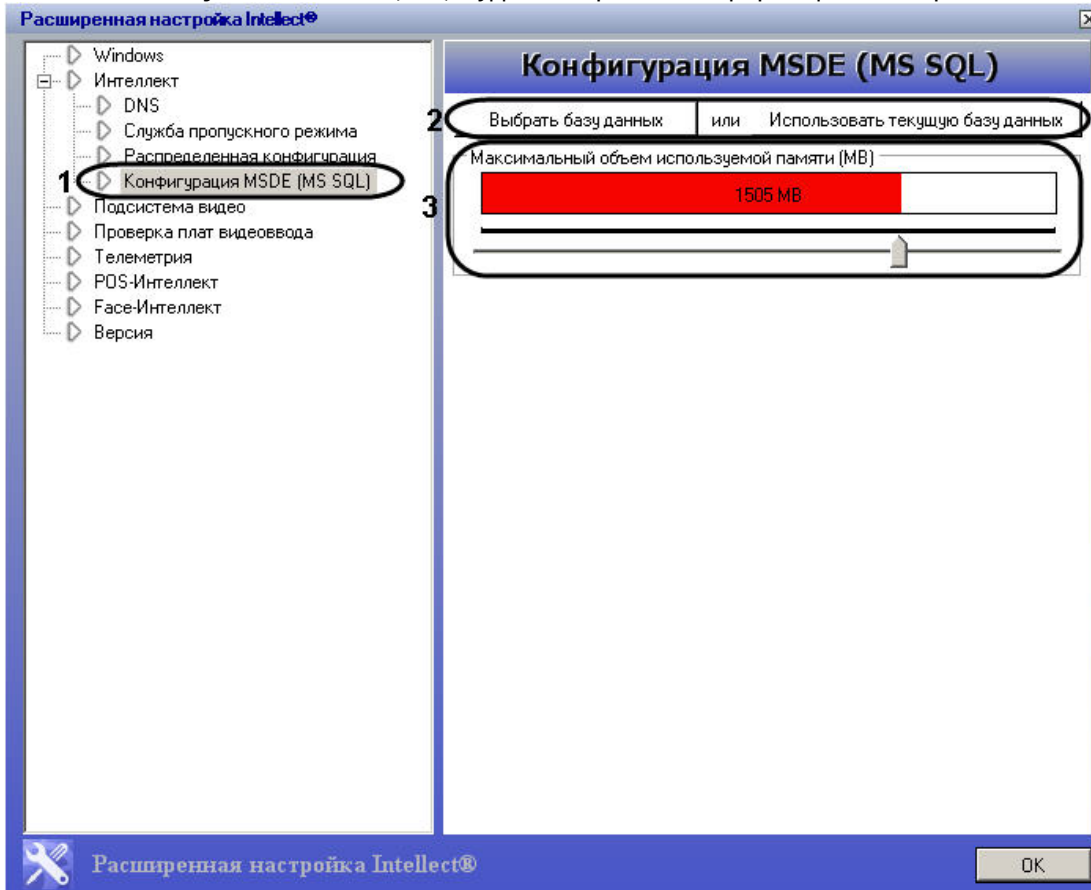 Расширенная настройка Intellect®
Windows
Интеллект
DNS
Служба пропускного режима
Распределенная конфигурация
1 Конфигурация MSDE (MS SQL)
Подсистема видео
Проверка плат видеоввода
Телеметрия
POS-Интеллект
Face-Интеллект
Версия
Конфигурация MSDE (MS SQL)
2 Выбрать базу данных или Использовать текущую базу данных
Максимальный объем используемой памяти (MB)
3 1505 MB
Расширенная настройка Intellect®
OK